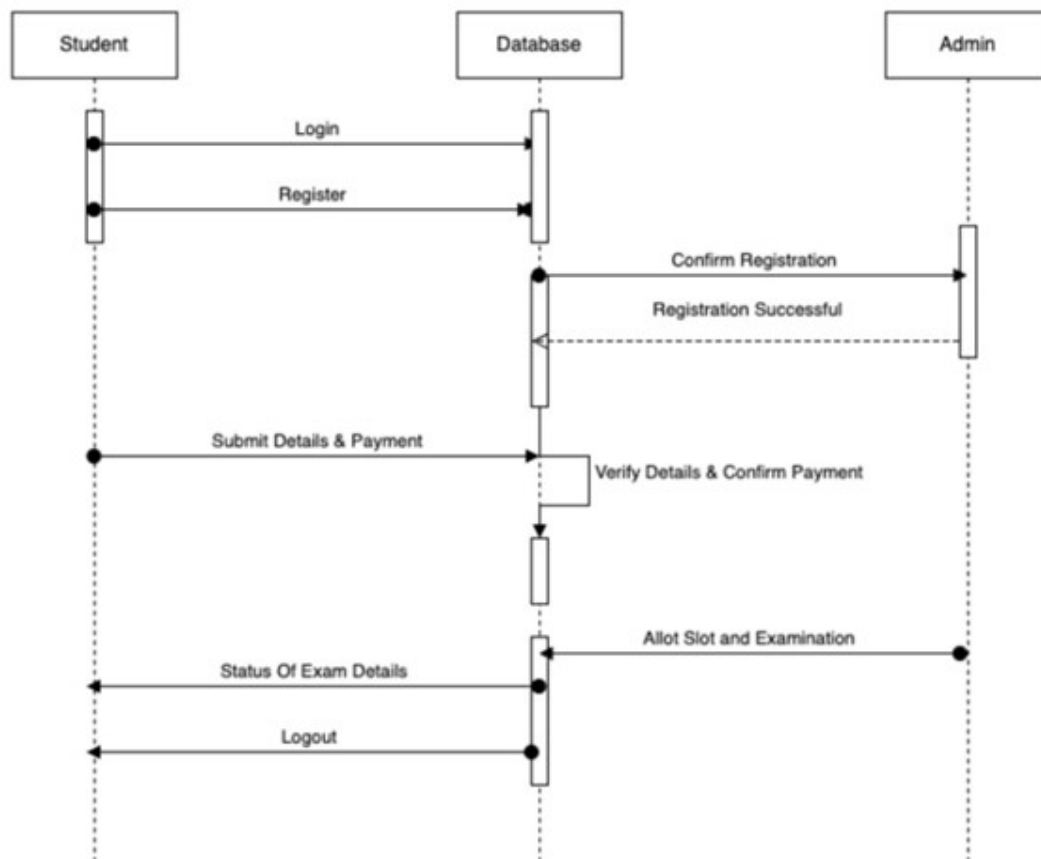 Student
Database
Admin
Login
Register
Confirm Registration
Registration Successful
Submit Details & Payment
Verify Details & Confirm Payment
Allot Slot and Examination
Status Of Exam Details
Logout